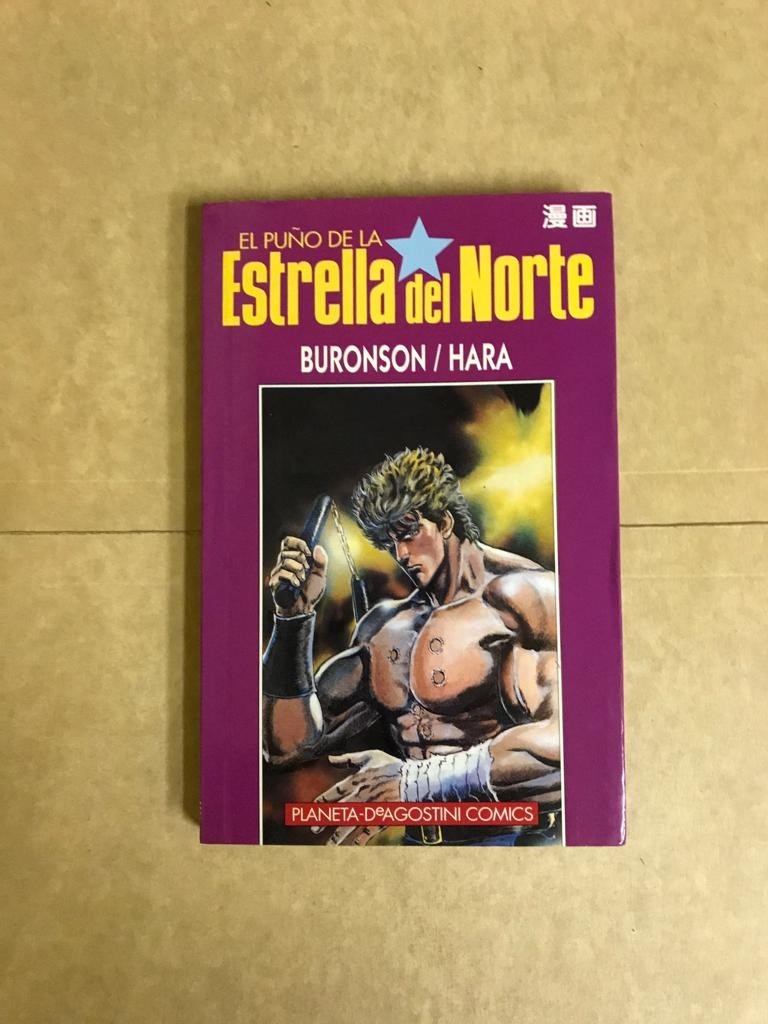 漫画
EL PUÑO DE LA
Estrella del Norte
BURONSON / HARA
PLANETA-DeAGOSTINI COMICS